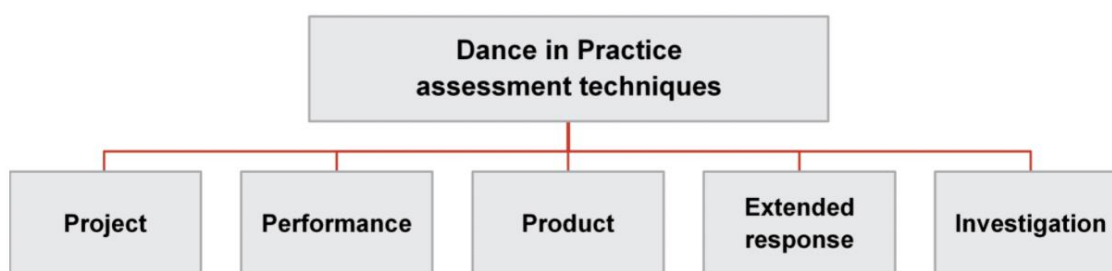 Dance in Practice
assessment techniques
Project
Performance
Product
Extended
response
Investigation